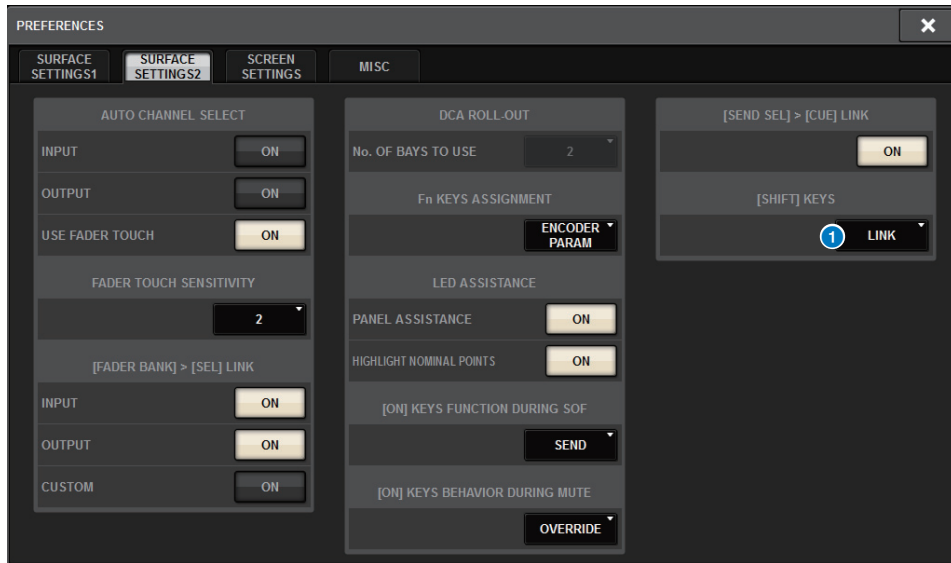 PREFERENCES
SURFACE SETTINGS1
SURFACE SETTINGS2
SCREEN SETTINGS
MISC
AUTO CHANNEL SELECT
INPUT ON
OUTPUT ON
USE FADER TOUCH ON
FADER TOUCH SENSITIVITY
2
[FADER BANK] > [SEL] LINK
INPUT ON
OUTPUT ON
CUSTOM ON
DCA ROLL-OUT
No. OF BAYS TO USE 2
Fn KEYS ASSIGNMENT
ENCODER
PARAM
LED ASSISTANCE
PANEL ASSISTANCE ON
HIGHLIGHT NOMINAL POINTS ON
[ON] KEYS FUNCTION DURING SOF
SEND
[ON] KEYS BEHAVIOR DURING MUTE
OVERRIDE
[SEND SEL] > [CUE] LINK
ON
[SHIFT] KEYS
1 LINK